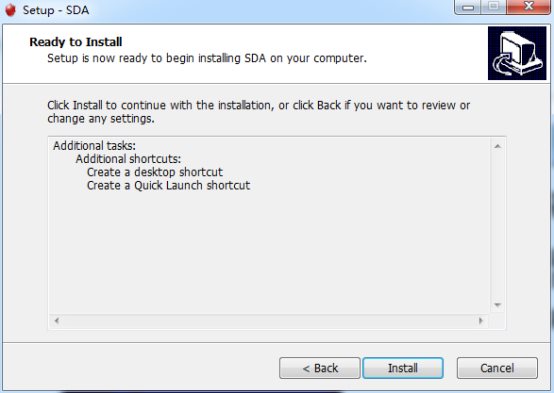 Setup - SDA
Ready to Install
Setup is now ready to begin installing SDA on your computer.
Click Install to continue with the installation, or click Back if you want to review or
change any settings.
Additional tasks:
Additional shortcuts:
Create a desktop shortcut
Create a Quick Launch shortcut
< Back
Install
Cancel